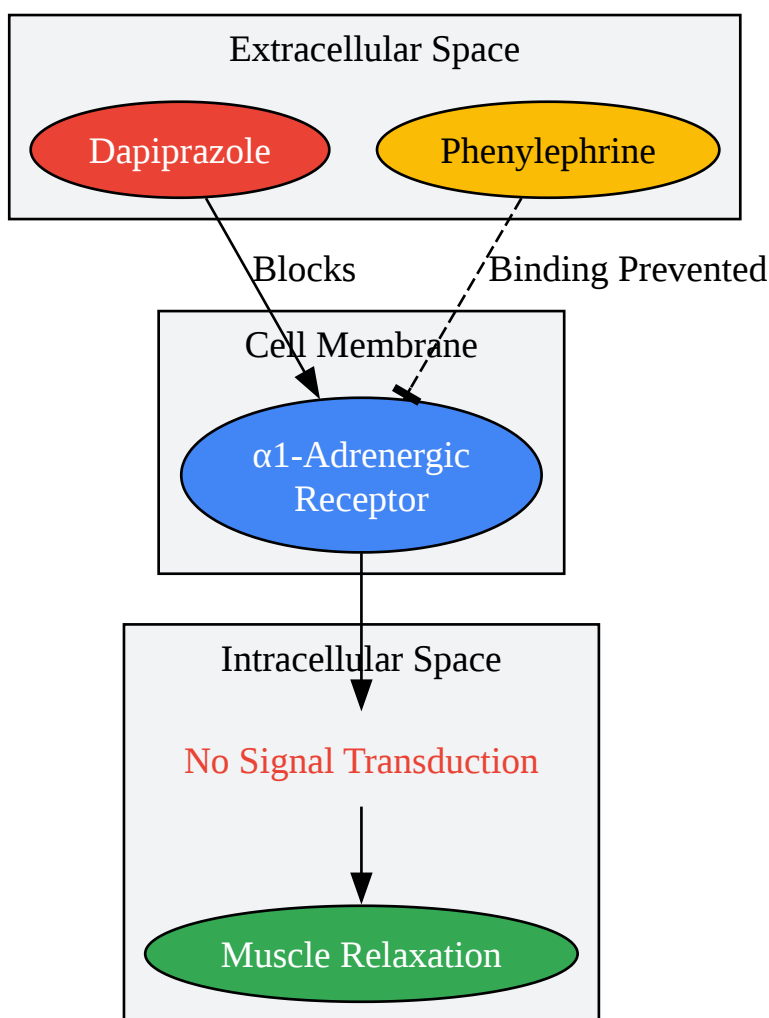 Extracellular Space
Dapiprazole
Phenylephrine
Blocks
Binding Prevented
Cell Membrane
α1-Adrenergic
Receptor
Intracellular Space
No Signal Transduction
Muscle Relaxation